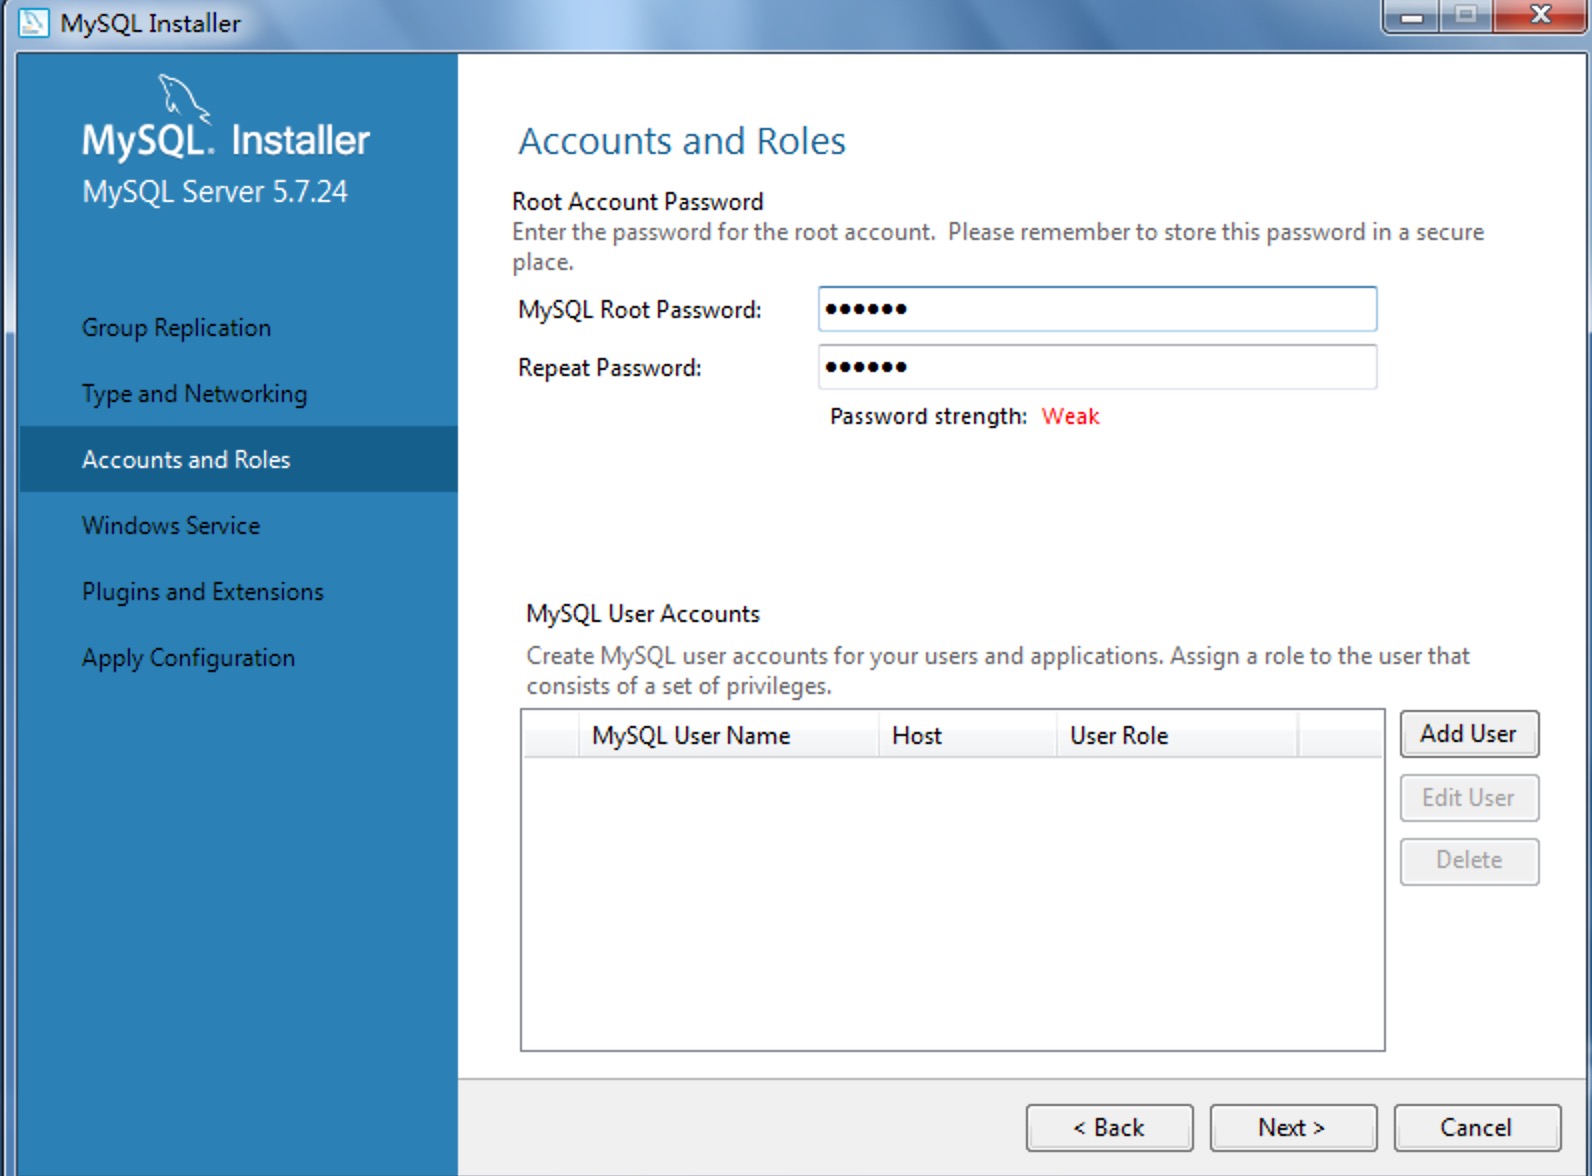 MySQL Installer
MySQL. Installer
MySQL Server 5.7.24
Group Replication
Type and Networking
Accounts and Roles
Windows Service
Plugins and Extensions
Apply Configuration
Accounts and Roles
Root Account Password
Enter the password for the root account.  Please remember to store this password in a secure
place.
MySQL Root Password: ●●●●●●
Repeat Password: ●●●●●●
Password strength: Weak
MySQL User Accounts
Create MySQL user accounts for your users and applications. Assign a role to the user that
consists of a set of privileges.
MySQL User Name Host User Role
Add User
Edit User
Delete
< Back Next > Cancel